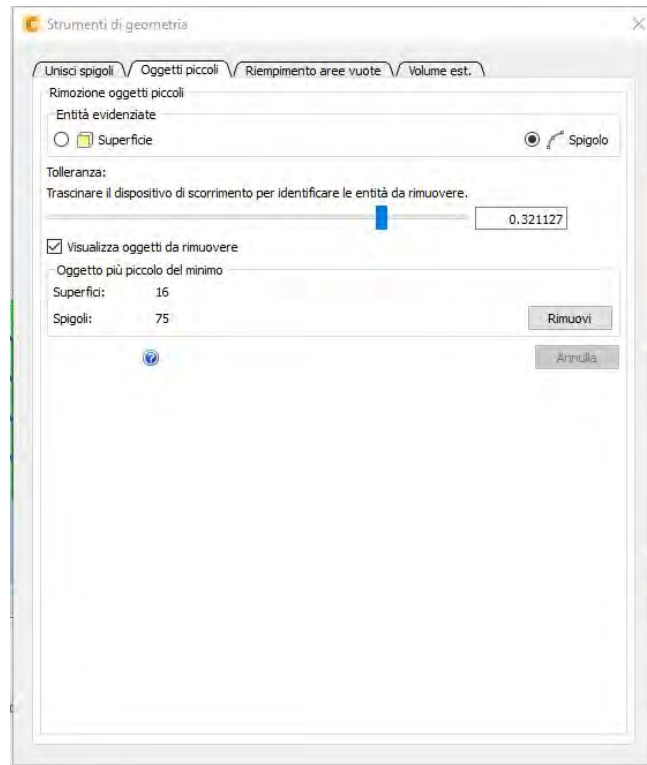 Strumenti di geometria
Unisci spigoli Oggetti piccoli Riempimento aree vuote Volume est.
Rimozione oggetti piccoli
Entità evidenziate
Superficie Spigolo
Tolleranza:
Trascinare il dispositivo di scorrimento per identificare le entità da rimuovere.
0.321127
Visualizza oggetti da rimuovere
Oggetto più piccolo del minimo
Superfici: 16
Spigoli: 75 Rimuovi
Annulla